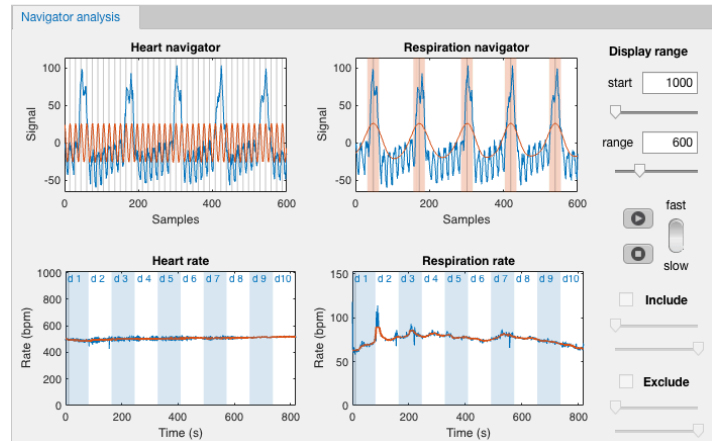 Navigator analysis
Heart navigator
Signal
100
50
0
-50
0 200 400 600
Samples
Respiration navigator
Signal
100
50
0
-50
0 200 400 600
Samples
Display range
start 1000
range 600
fast
slow
Heart rate
Rate (bpm)
1000
800
600
400
200
0
d 1 d 2 d 3 d 4 d 5 d 6 d 7 d 8 d 9 d10
0 200 400 600 800
Time (s)
Respiration rate
Rate (bpm)
150
100
50
0
d 1 d 2 d 3 d 4 d 5 d 6 d 7 d 8 d 9 d10
0 200 400 600 800
Time (s)
Include
Exclude